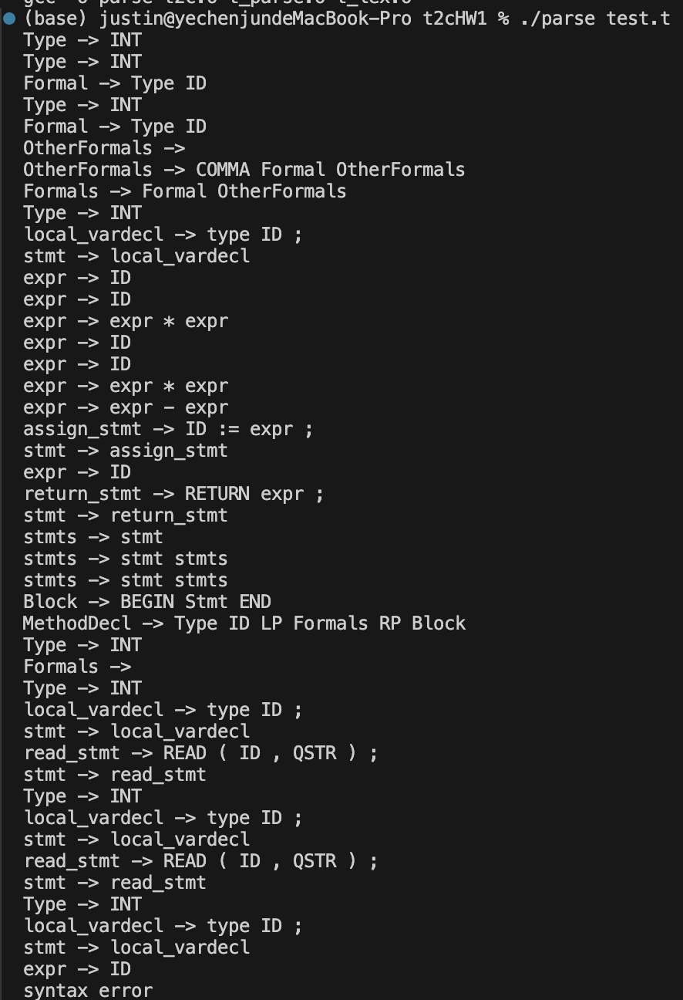 gcc -o parse t2c.o t_parse.o t_lex.o
(base) justin@yechenjundeMacBook-Pro t2cHW1 % ./parse test.t
Type -> INT
Type -> INT
Formal -> Type ID
Type -> INT
Formal -> Type ID
OtherFormals ->
OtherFormals -> COMMA Formal OtherFormals
Formals -> Formal OtherFormals
Type -> INT
local_vardecl -> type ID ;
stmt -> local_vardecl
expr -> ID
expr -> ID
expr -> expr * expr
expr -> ID
expr -> ID
expr -> expr * expr
expr -> expr - expr
assign_stmt -> ID := expr ;
stmt -> assign_stmt
expr -> ID
return_stmt -> RETURN expr ;
stmt -> return_stmt
stmts -> stmt
stmts -> stmt stmts
stmts -> stmt stmts
Block -> BEGIN Stmt END
MethodDecl -> Type ID LP Formals RP Block
Type -> INT
Formals ->
Type -> INT
local_vardecl -> type ID ;
stmt -> local_vardecl
read_stmt -> READ ( ID , QSTR ) ;
stmt -> read_stmt
Type -> INT
local_vardecl -> type ID ;
stmt -> local_vardecl
read_stmt -> READ ( ID , QSTR ) ;
stmt -> read_stmt
Type -> INT
local_vardecl -> type ID ;
stmt -> local_vardecl
expr -> ID
syntax error